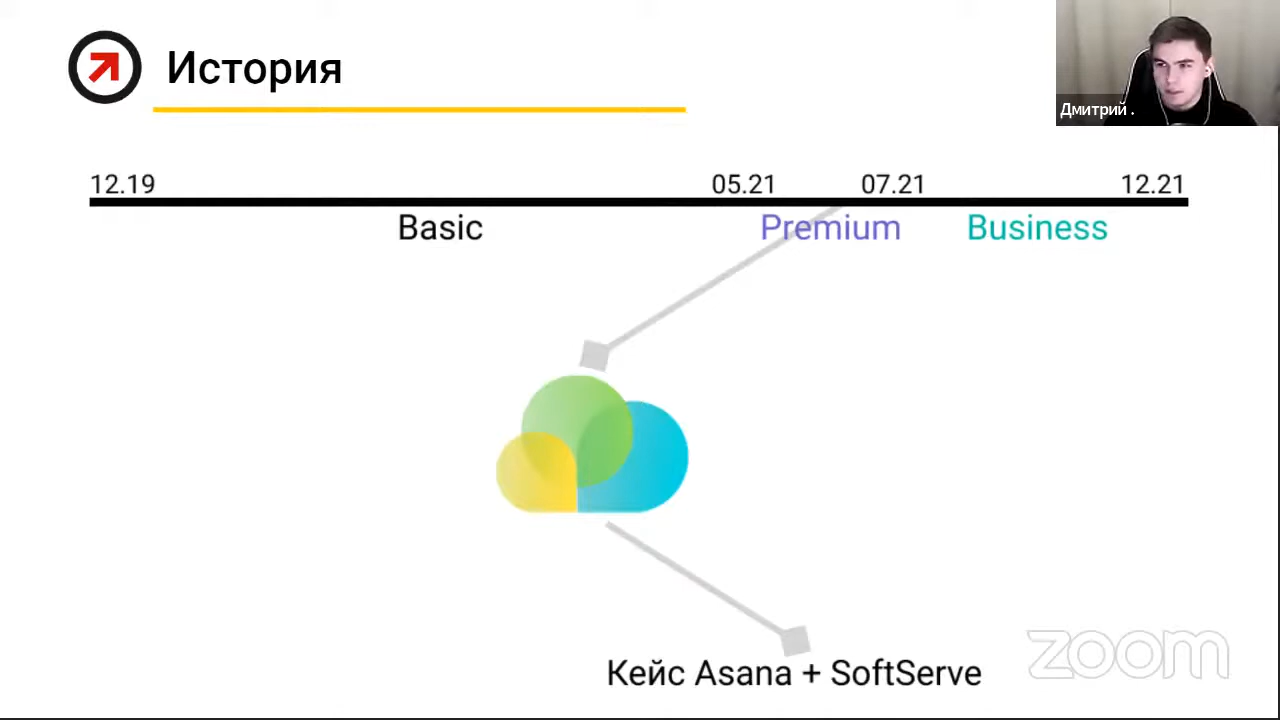 История
Дмитрий .
12.19 05.21 07.21 12.21
Basic Premium Business
Кейс Asana + SoftServe
zoom